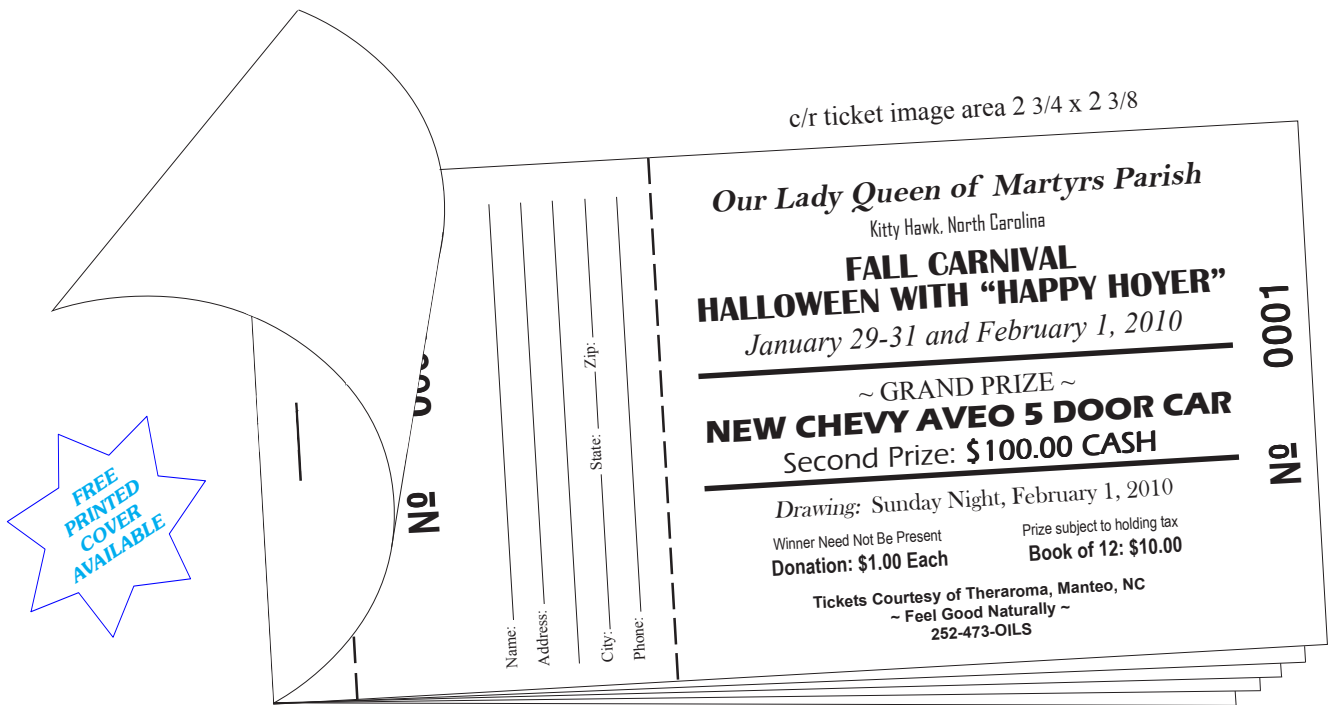 c/r ticket image area 2 3/4 x 2 3/8
Our Lady Queen of Martyrs Parish
Kitty Hawk, North Carolina
FALL CARNIVAL
HALLOWEEN WITH “HAPPY HOYER”
January 29-31 and February 1, 2010
~ GRAND PRIZE ~
NEW CHEVY AVEO 5 DOOR CAR
Second Prize: $100.00 CASH
Drawing: Sunday Night, February 1, 2010
Winner Need Not Be Present
Prize subject to holding tax
Donation: $1.00 Each
Book of 12: $10.00
Tickets Courtesy of Theraroma, Manteo, NC
~ Feel Good Naturally ~
252-473-OILS
Nº 0001
Nº
Name:
Address:
City: State: Zip:
Phone:
FREE
PRINTED
COVER
AVAILABLE